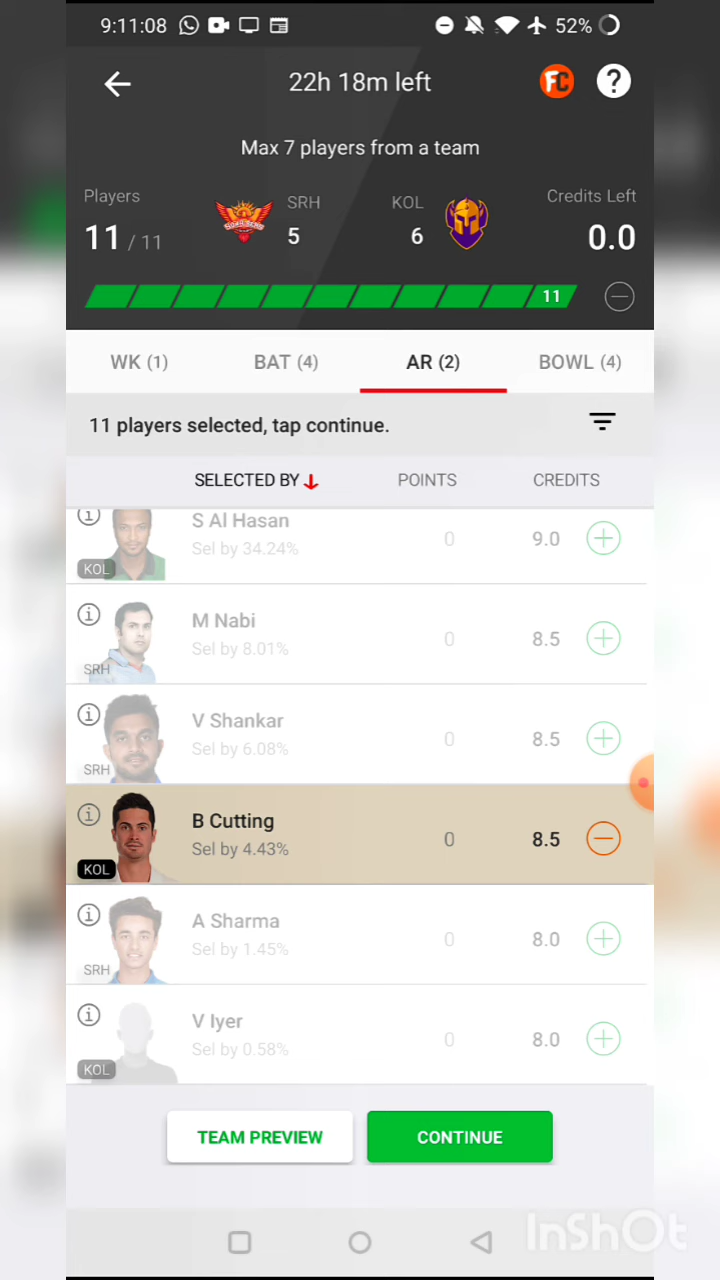 9:11:08
52%
22h 18m left
FC
?
Max 7 players from a team
Players
SRH
KOL
Credits Left
11 / 11
5
6
0.0
11
WK (1)
BAT (4)
AR (2)
BOWL (4)
11 players selected, tap continue.
SELECTED BY
POINTS
CREDITS
S Al Hasan
Sel by 34.24%
0
9.0
KOL
M Nabi
Sel by 8.01%
0
8.5
SRH
V Shankar
Sel by 6.08%
0
8.5
SRH
B Cutting
Sel by 4.43%
0
8.5
KOL
A Sharma
Sel by 1.45%
0
8.0
SRH
V Iyer
Sel by 0.58%
0
8.0
KOL
TEAM PREVIEW
CONTINUE
InShOt